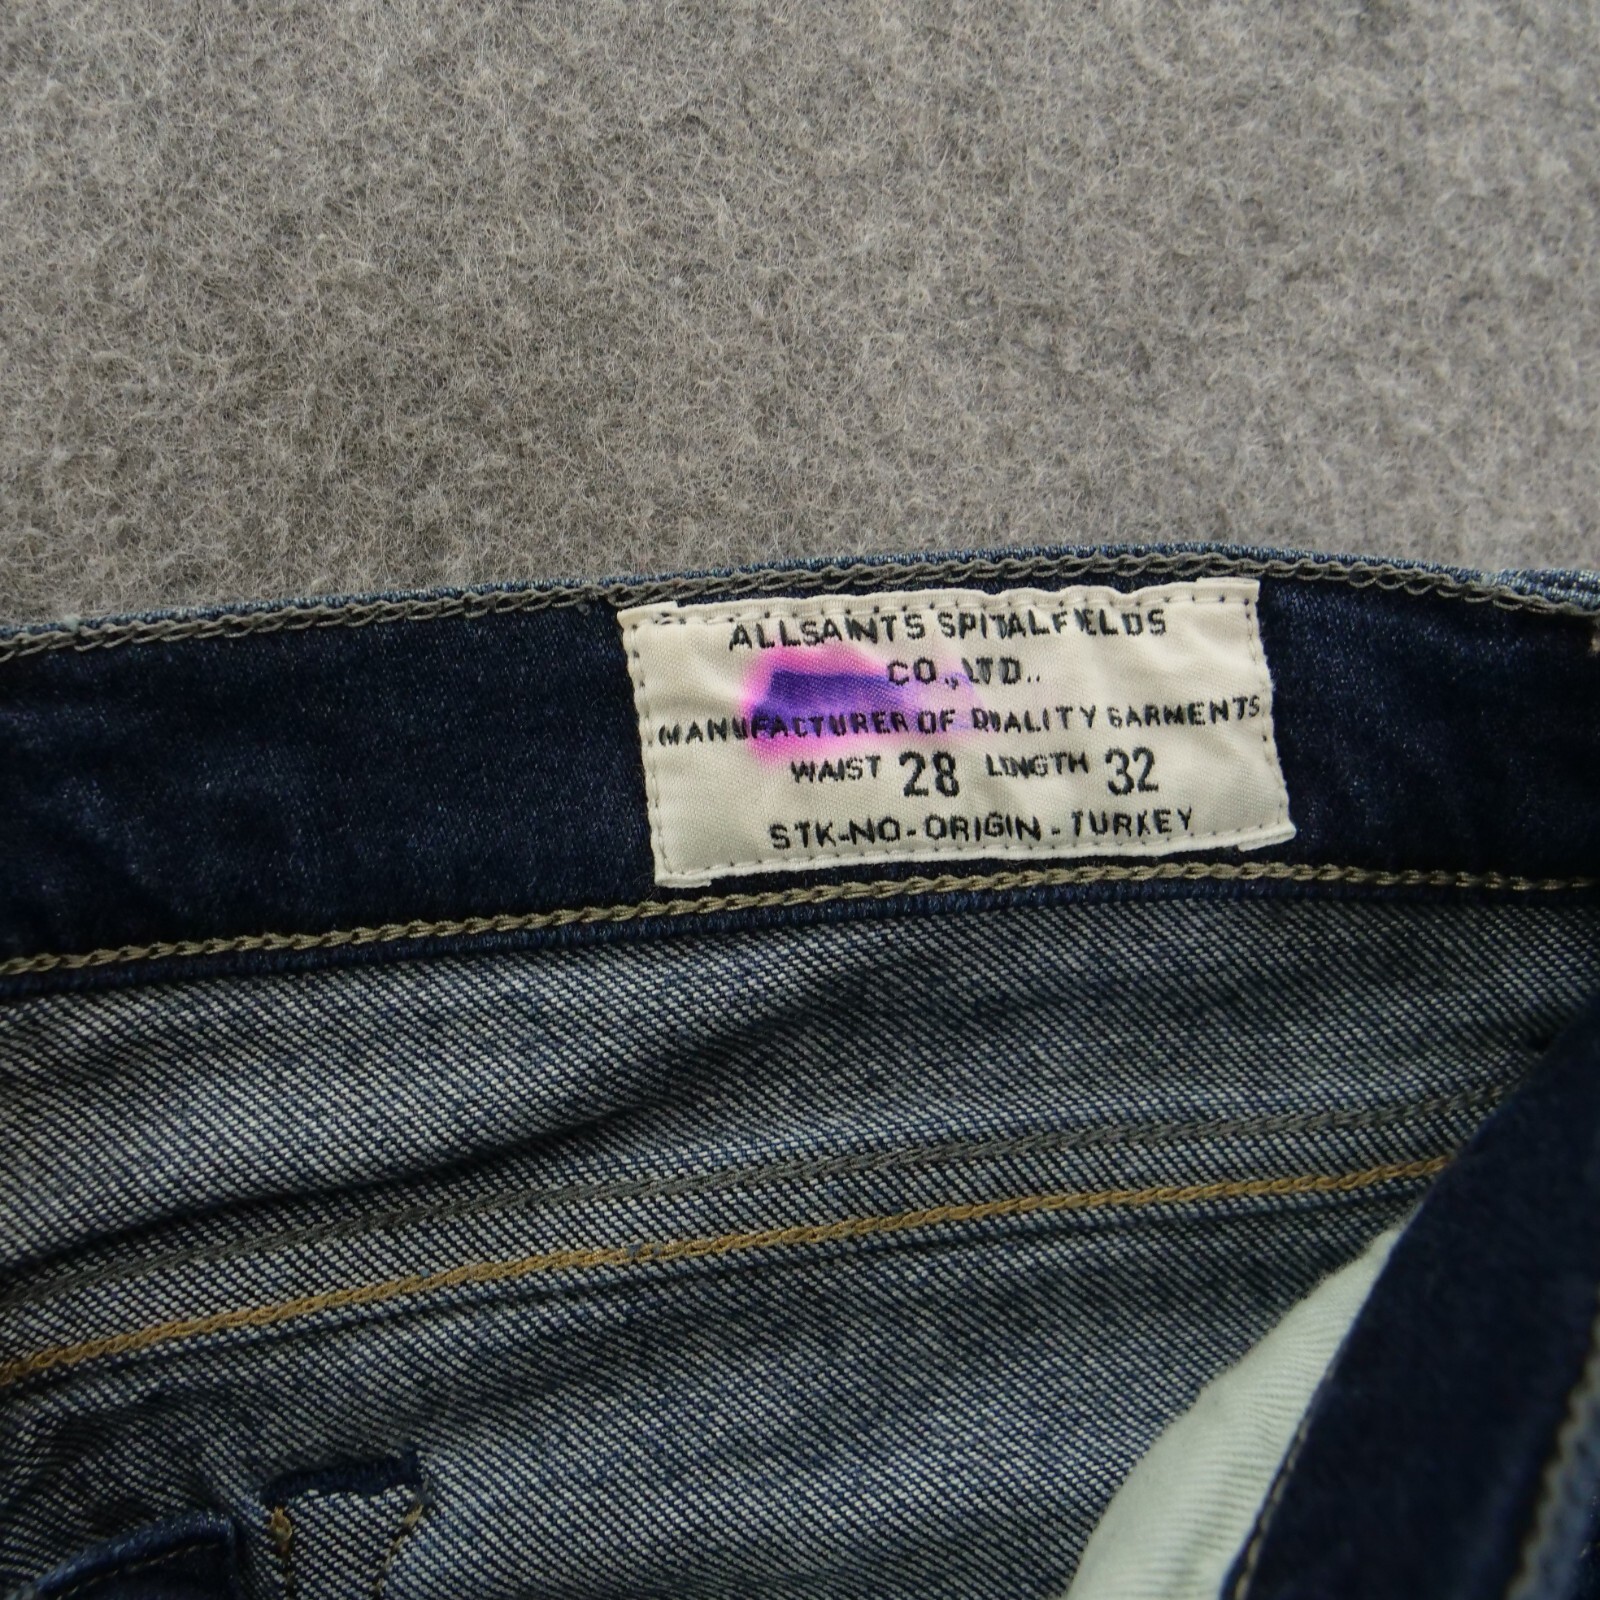 ALLSAINTS SPITALFIELDS
CO., LTD..
MANUFACTURER OF QUALITY GARMENTS
WAIST 28 LENGTH 32
STK-NO-ORIGIN-TURKEY